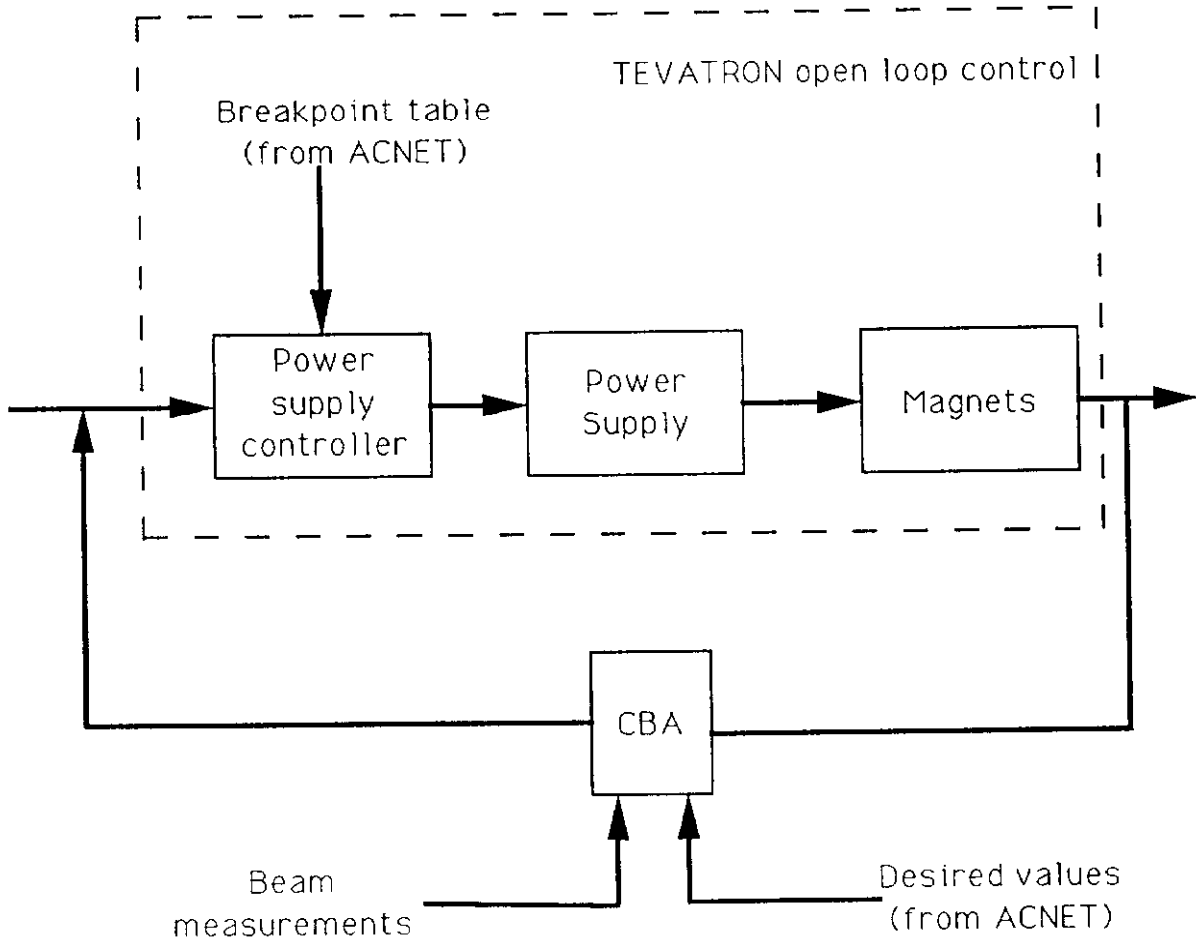 TEVATRON open loop control
Breakpoint table
(from ACNET)
Power
supply
controller
Power
Supply
Magnets
CBA
Beam
measurements
Desired values
(from ACNET)